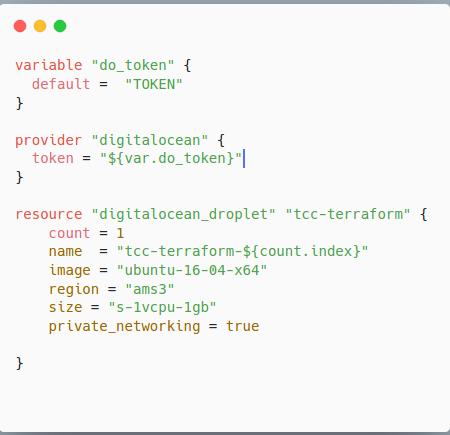 variable "do_token" {
  default =  "TOKEN"
}
provider "digitalocean" {
  token = "${var.do_token}"
}
resource "digitalocean_droplet" "tcc-terraform" {
    count = 1
    name  = "tcc-terraform-${count.index}"
    image = "ubuntu-16-04-x64"
    region = "ams3"
    size = "s-1vcpu-1gb"
    private_networking = true
}